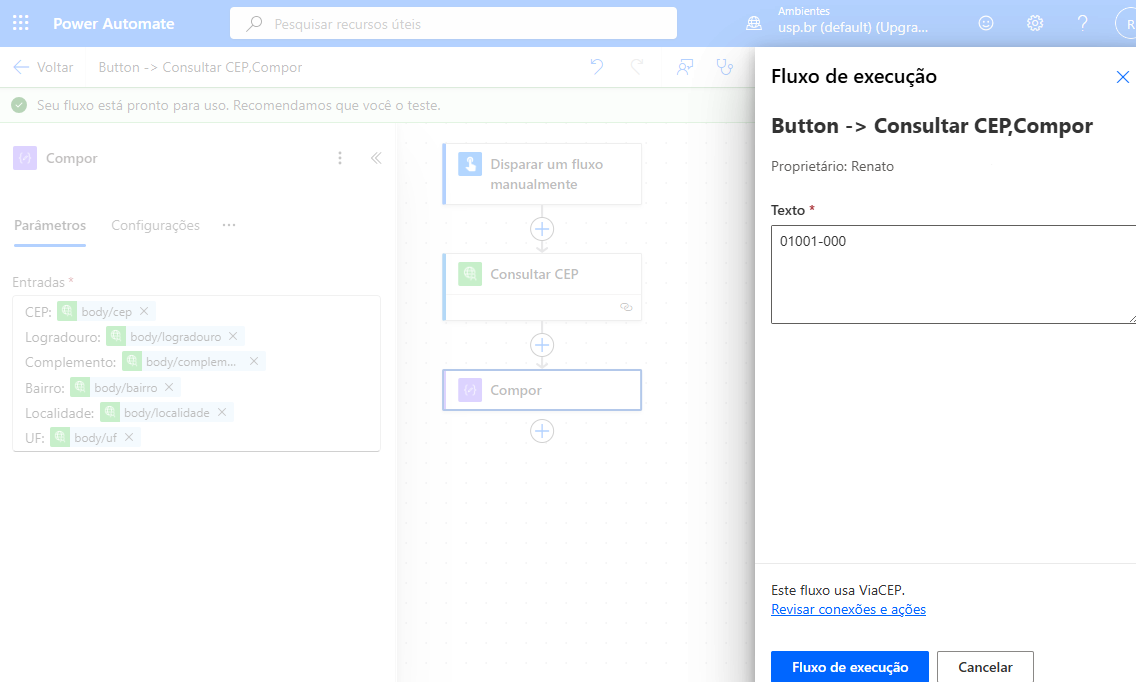 Power Automate
Pesquisar recursos úteis
Ambientes
usp.br (default) (Upgra...
R
Voltar
Button -> Consultar CEP,Compor
Seu fluxo está pronto para uso. Recomendamos que você o teste.
Compor
Parâmetros Configurações ...
Entradas *
CEP: body/cep
Logradouro: body/logradouro
Complemento: body/complem...
Bairro: body/bairro
Localidade: body/localidade
UF: body/uf
Disparar um fluxo
manualmente
Consultar CEP
Compor
Fluxo de execução
Button -> Consultar CEP,Compor
Proprietário: Renato
Texto *
01001-000
Este fluxo usa ViaCEP.
Revisar conexões e ações
Fluxo de execução Cancelar